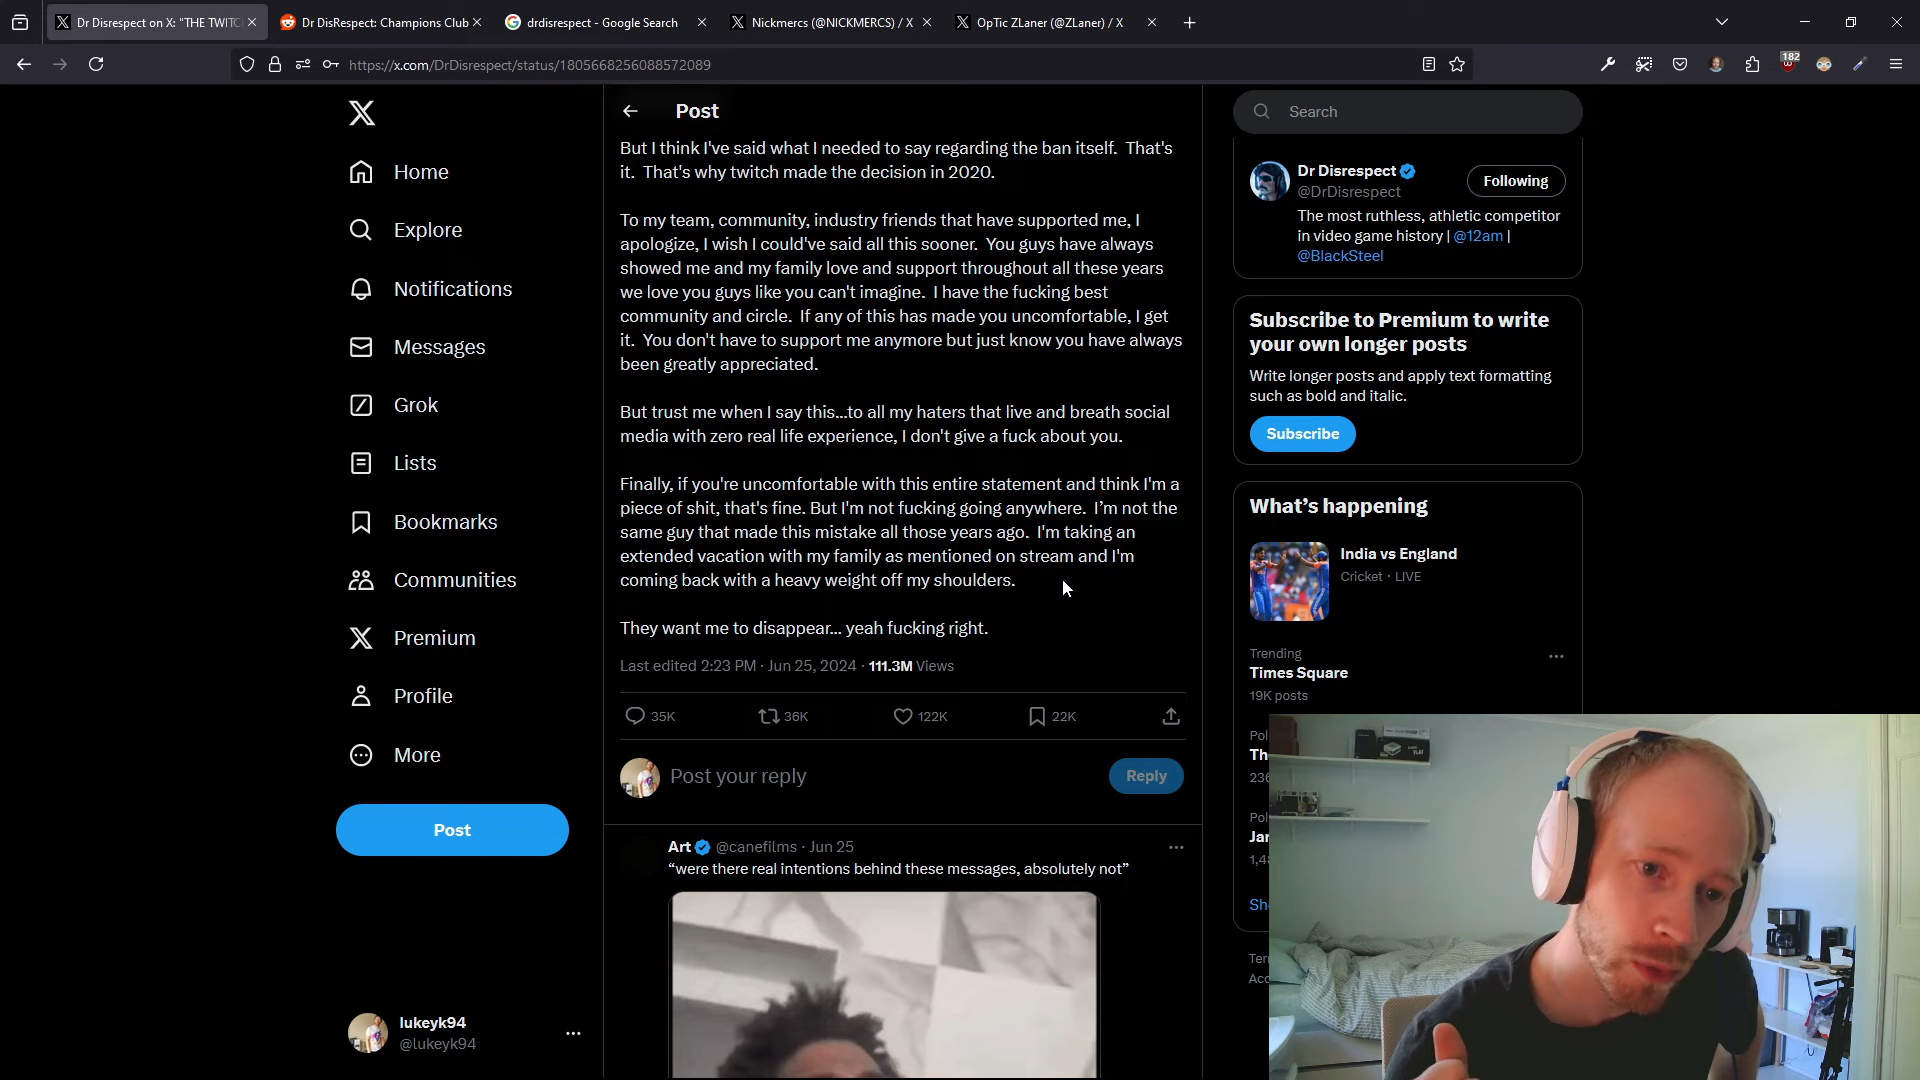 Dr Disrespect on X: "THE TWITC
Dr DisRespect: Champions Club
drdisrespect - Google Search
Nickmercs (@NICKMERCS) / X
OpTic ZLaner (@ZLaner) / X
https://x.com/DrDisrespect/status/1805668256088572089
182
Home
Explore
Notifications
Messages
Grok
Lists
Bookmarks
Communities
Premium
Profile
More
Post
lukeyk94
@lukeyk94
Post
But I think I've said what I needed to say regarding the ban itself. That's
it. That's why twitch made the decision in 2020.
To my team, community, industry friends that have supported me, I
apologize, I wish I could've said all this sooner. You guys have always
showed me and my family love and support throughout all these years
we love you guys like you can't imagine. I have the fucking best
community and circle. If any of this has made you uncomfortable, I get
it. You don't have to support me anymore but just know you have always
been greatly appreciated.
But trust me when I say this...to all my haters that live and breath social
media with zero real life experience, I don't give a fuck about you.
Finally, if you're uncomfortable with this entire statement and think I'm a
piece of shit, that's fine. But I'm not fucking going anywhere. I’m not the
same guy that made this mistake all those years ago. I'm taking an
extended vacation with my family as mentioned on stream and I'm
coming back with a heavy weight off my shoulders.
They want me to disappear... yeah fucking right.
Last edited 2:23 PM · Jun 25, 2024 · 111.3M Views
35K 36K 122K 22K
Post your reply
Reply
Art @canefilms · Jun 25
“were there real intentions behind these messages, absolutely not”
Search
Dr Disrespect
@DrDisrespect
Following
The most ruthless, athletic competitor
in video game history | @12am |
@BlackSteel
Subscribe to Premium to write
your own longer posts
Write longer posts and apply text formatting
such as bold and italic.
Subscribe
What’s happening
India vs England
Cricket · LIVE
Trending
Times Square
19K posts
Pol
Th
236
Pol
Jar
1,48
Sh
Ter
Acc